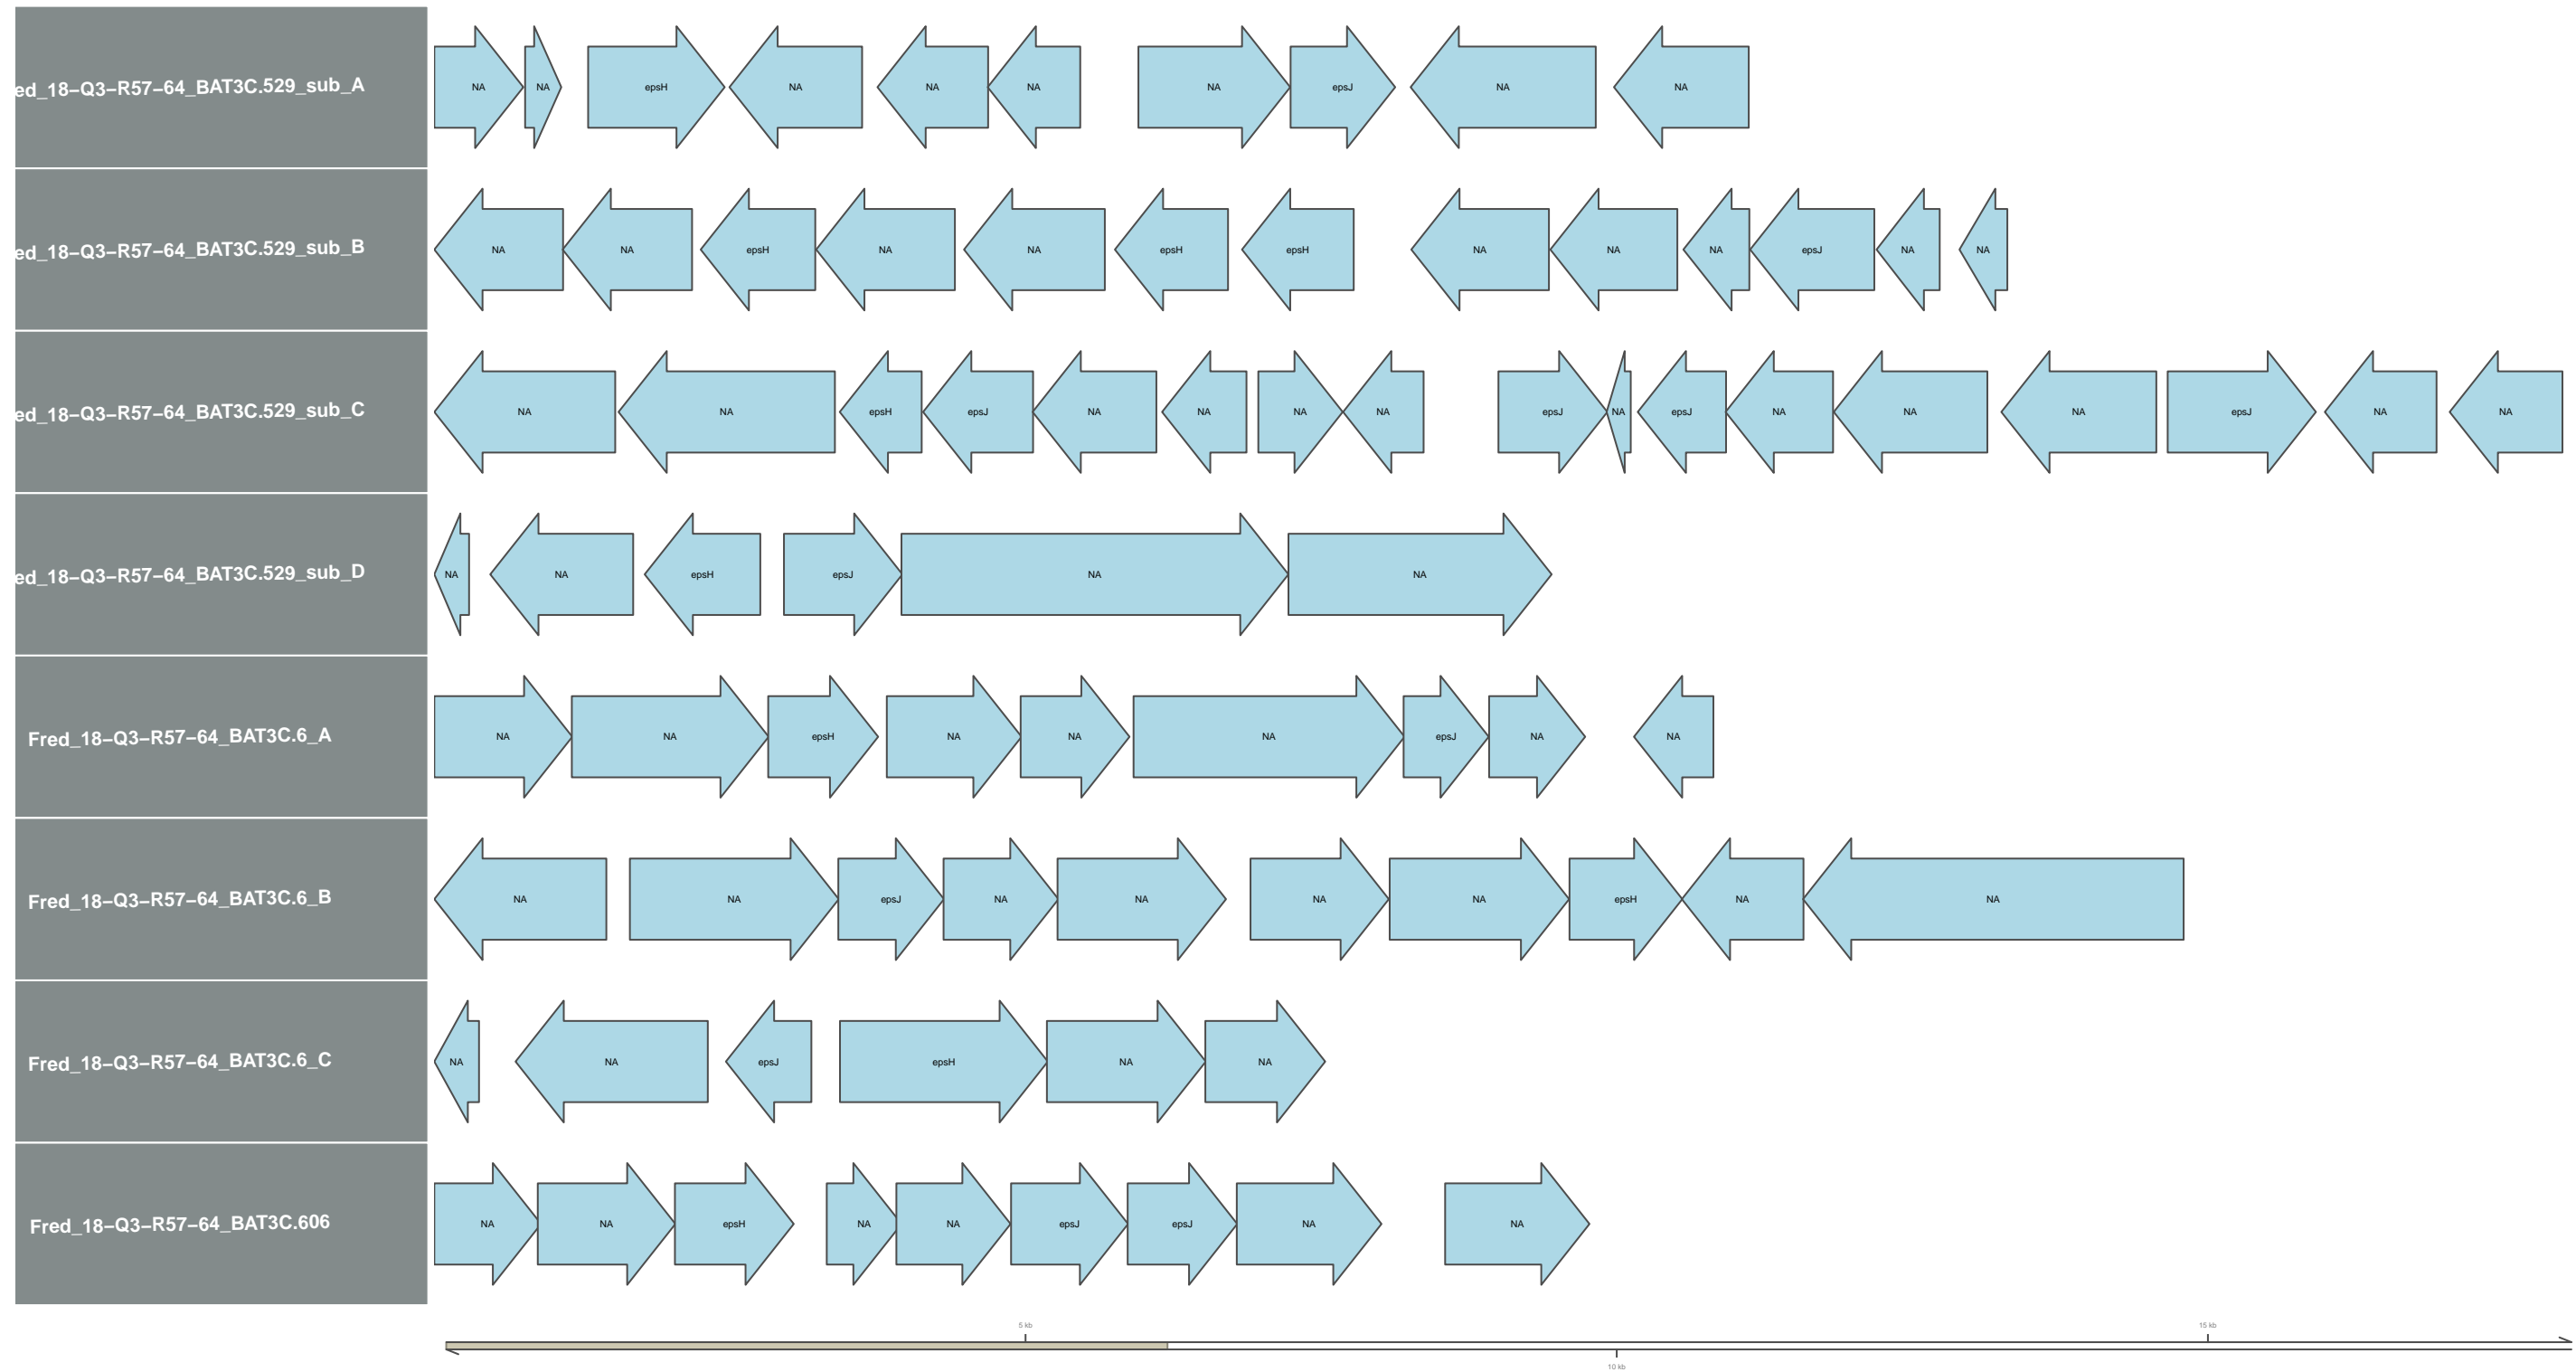 ed_18–Q3–R57–64_BAT3C.529_sub_A NA NA epsH NA NA NA NA epsJ NA NA
ed_18–Q3–R57–64_BAT3C.529_sub_B NA NA epsH NA NA epsH epsH NA NA NA epsJ NA NA
ed_18–Q3–R57–64_BAT3C.529_sub_C NA NA epsH epsJ NA NA NA NA epsJ NA epsJ NA NA NA epsJ NA NA
ed_18–Q3–R57–64_BAT3C.529_sub_D NA NA epsH epsJ NA NA
Fred_18–Q3–R57–64_BAT3C.6_A NA NA epsH NA NA NA epsJ NA NA
Fred_18–Q3–R57–64_BAT3C.6_B NA NA epsJ NA NA NA NA epsH NA NA
Fred_18–Q3–R57–64_BAT3C.6_C NA NA epsJ epsH NA NA
Fred_18–Q3–R57–64_BAT3C.606 NA NA epsH NA NA epsJ epsJ NA NA
5 kb 15 kb
10 kb